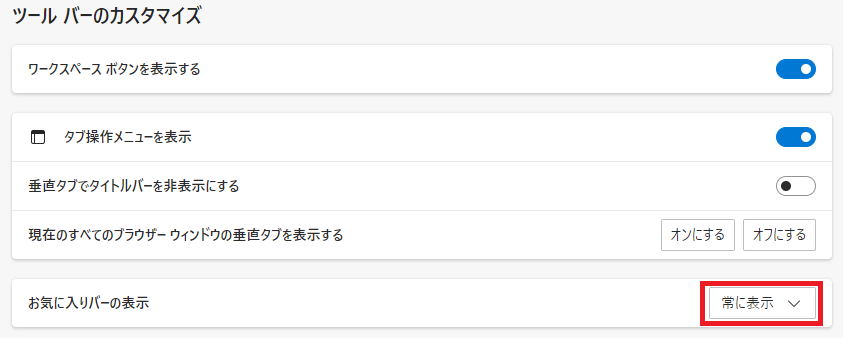 ツール バーのカスタマイズ
ワークスペース ボタンを表示する
タブ操作メニューを表示
垂直タブでタイトルバーを非表示にする
現在のすべてのブラウザー ウィンドウの垂直タブを表示する オンにする オフにする
お気に入りバーの表示 常に表示